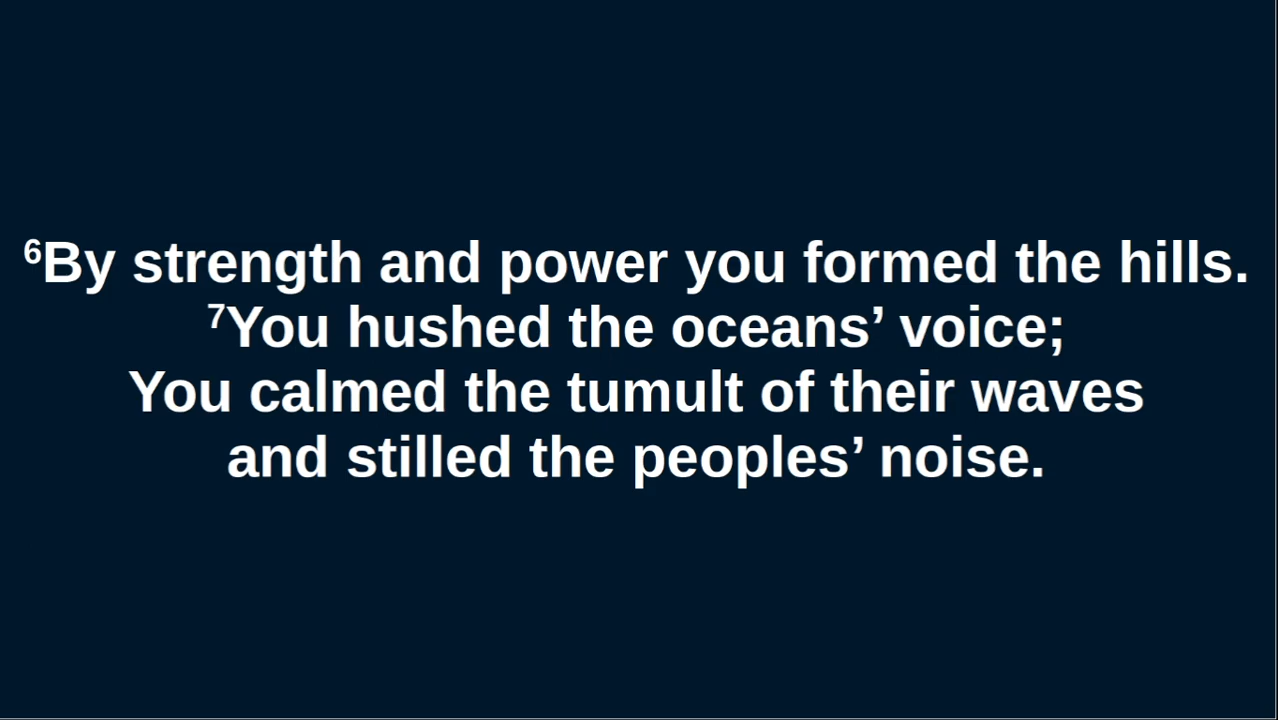 ⁶By strength and power you formed the hills.
⁷You hushed the oceans’ voice;
You calmed the tumult of their waves
and stilled the peoples’ noise.